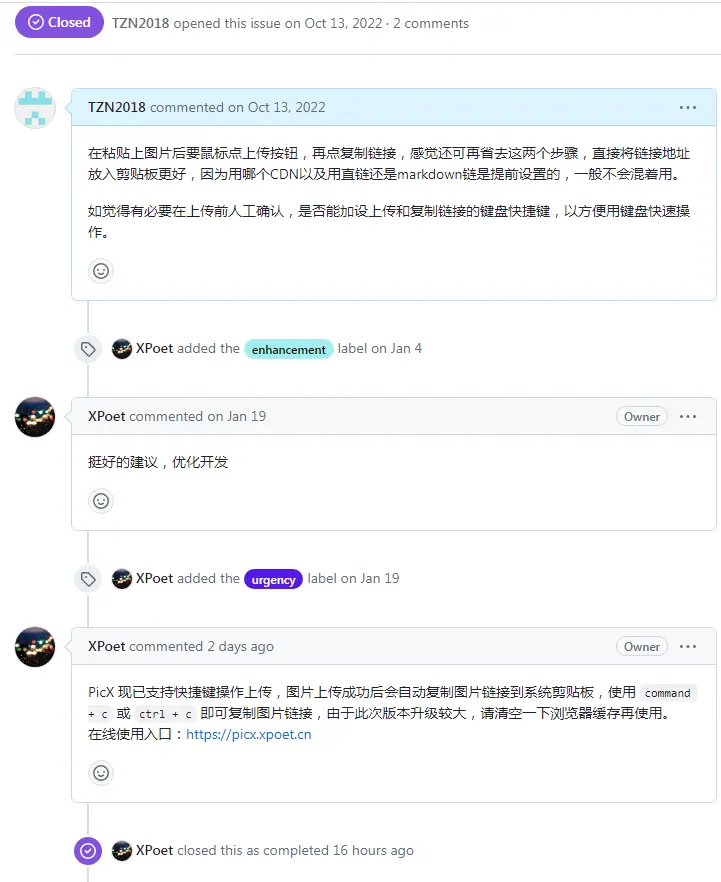 Closed TZN2018 opened this issue on Oct 13, 2022 · 2 comments
TZN2018 commented on Oct 13, 2022
在粘贴上图片后要鼠标点上传按钮，再点复制链接，感觉还可再省去这两个步骤，直接将链接地址
放入剪贴板更好，因为用哪个CDN以及用直链还是markdown链是提前设置的，一般不会混着用。
如觉得有必要在上传前人工确认，是否能加设上传和复制链接的键盘快捷键，以方便用键盘快速操
作。
XPoet added the enhancement label on Jan 4
XPoet commented on Jan 19 Owner
挺好的建议，优化开发
XPoet added the urgency label on Jan 19
XPoet commented 2 days ago Owner
PicX 现已支持快捷键操作上传，图片上传成功后会自动复制图片链接到系统剪贴板，使用 command
+ c 或 ctrl + c 即可复制图片链接，由于此次版本升级较大，请清空一下浏览器缓存再使用。
在线使用入口：https://picx.xpoet.cn
XPoet closed this as completed 16 hours ago